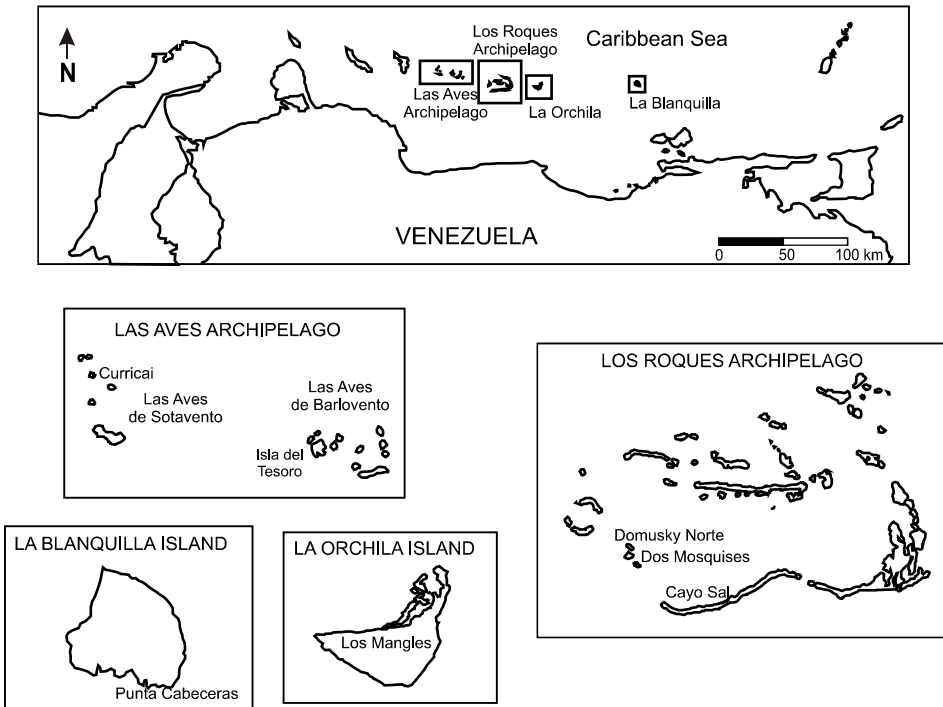 Los Roques
Archipelago
Caribbean Sea
N
Las Aves
Archipelago
La Orchila
La Blanquilla
VENEZUELA
0 50 100 km
LAS AVES ARCHIPELAGO
Curricai
Las Aves
de Sotavento
Las Aves
de Barlovento
Isla del
Tesoro
LOS ROQUES ARCHIPELAGO
Domusky Norte
Dos Mosquises
Cayo Sal
LA BLANQUILLA ISLAND
Punta Cabeceras
LA ORCHILA ISLAND
Los Mangles